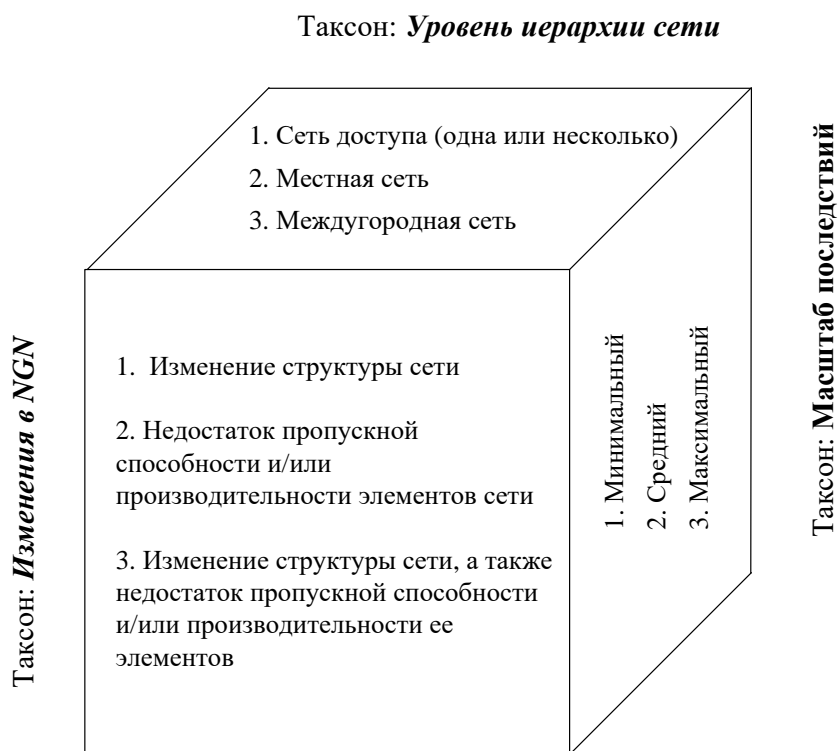 Таксон: Уровень иерархии сети
1. Сеть доступа (одна или несколько)
2. Местная сеть
3. Междугородная сеть
Таксон: Изменения в NGN
1. Изменение структуры сети
2. Недостаток пропускной
способности и/или
производительности элементов сети
3. Изменение структуры сети, а также
недостаток пропускной способности
и/или производительности ее
элементов
1. Минимальный
2. Средний
3. Максимальный
Таксон: Масштаб последствий